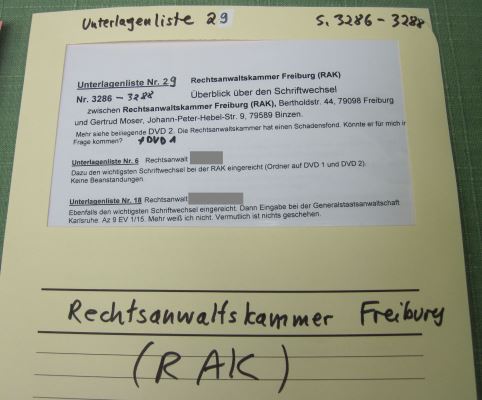 Unterlagenliste 29 S. 3286 - 3288
Unterlagenliste Nr. 29 Rechtsanwaltskammer Freiburg (RAK)
Nr. 3286 - 3288 Überblick über den Schriftwechsel
zwischen Rechtsanwaltskammer Freiburg (RAK), Bertholdstr. 44, 79098 Freiburg
und Gertrud Moser, Johann-Peter-Hebel-Str. 9, 79589 Binzen.
Mehr siehe beiliegende DVD 2. Die Rechtsanwaltskammer hat einen Schadensfond. Könnte er für mich in
Frage kommen? + DVD 1
Unterlagenliste Nr. 6 Rechtsanwalt
Dazu den wichtigsten Schriftwechsel bei der RAK eingereicht (Ordner auf DVD 1 und DVD 2).
Keine Beanstandungen.
Unterlagenliste Nr. 18 Rechtsanwalt
Ebenfalls den wichtigsten Schriftwechsel eingereicht. Dann Eingabe bei der Generalstaatsanwaltschaft
Karlsruhe. Az 9 EV 1/15. Mehr weiß ich nicht. Vermutlich ist nichts geschehen.
Rechtsanwaltskammer Freiburg
(RAK)